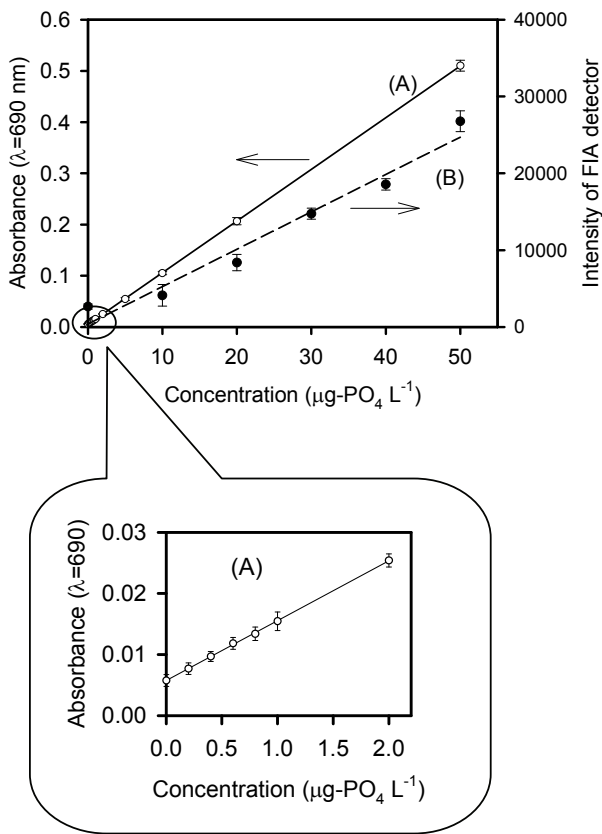 0.6
0.5
0.4
0.3
0.2
0.1
0.0
Absorbance (λ=690 nm)
40000
30000
20000
10000
0
Intensity of FIA detector
(A)
(B)
0 10 20 30 40 50
Concentration (μg-PO₄ L⁻¹)
0.03
0.02
0.01
0.00
Absorbance (λ=690)
(A)
0.0 0.5 1.0 1.5 2.0
Concentration (μg-PO₄ L⁻¹)